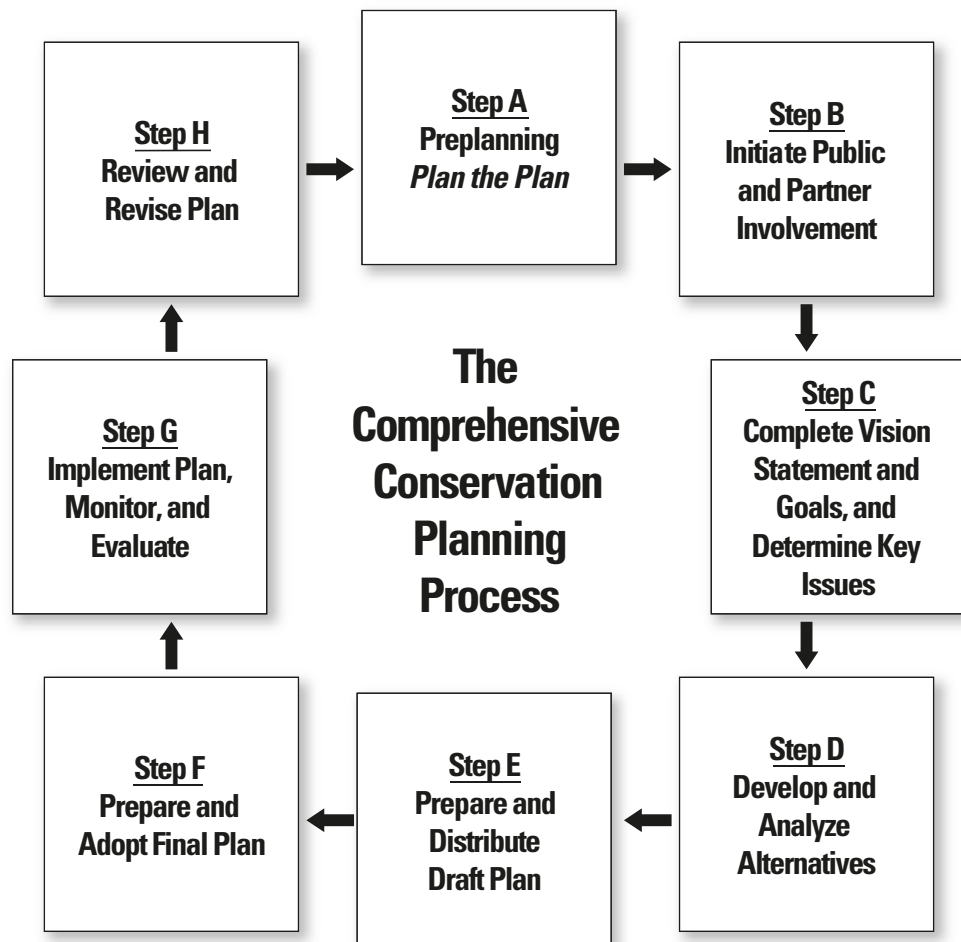 Step A
Preplanning
Plan the Plan
Step B
Initiate Public
and Partner
Involvement
Step C
Complete Vision
Statement and
Goals, and
Determine Key
Issues
Step D
Develop and
Analyze
Alternatives
Step E
Prepare and
Distribute
Draft Plan
Step F
Prepare and
Adopt Final Plan
Step G
Implement Plan,
Monitor, and
Evaluate
Step H
Review and
Revise Plan
The
Comprehensive
Conservation
Planning
Process